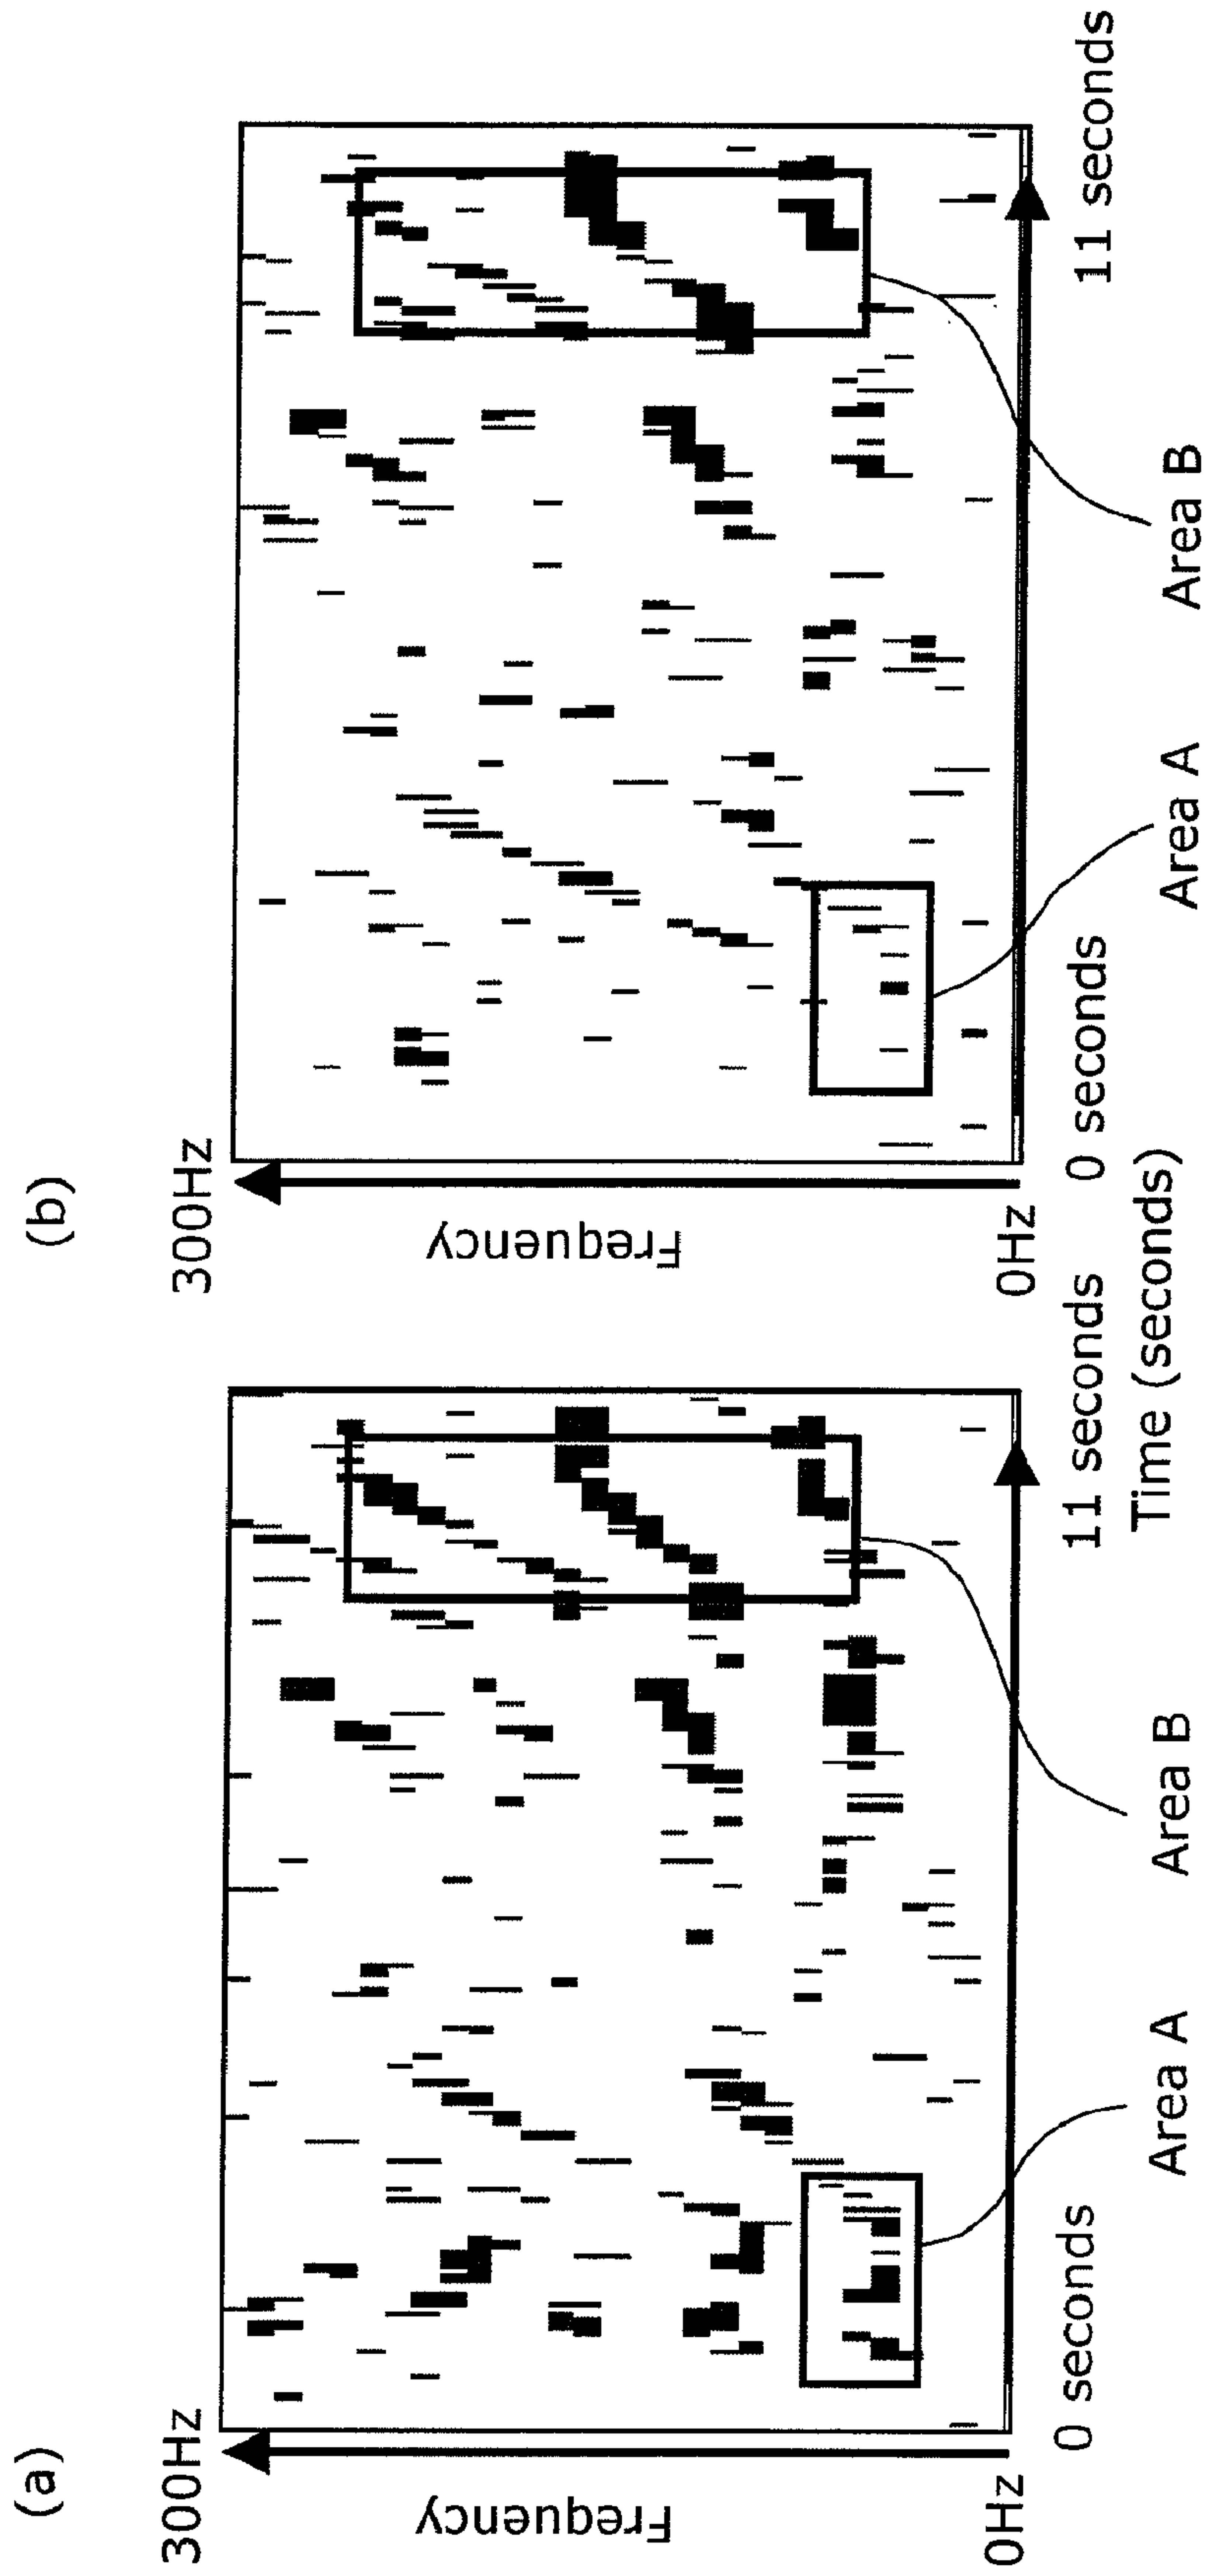 (a)
300Hz
Frequency
0Hz
0 seconds
11 seconds
Time (seconds)
Area A
Area B
(b)
300Hz
Frequency
0Hz
0 seconds
11 seconds
Area A
Area B